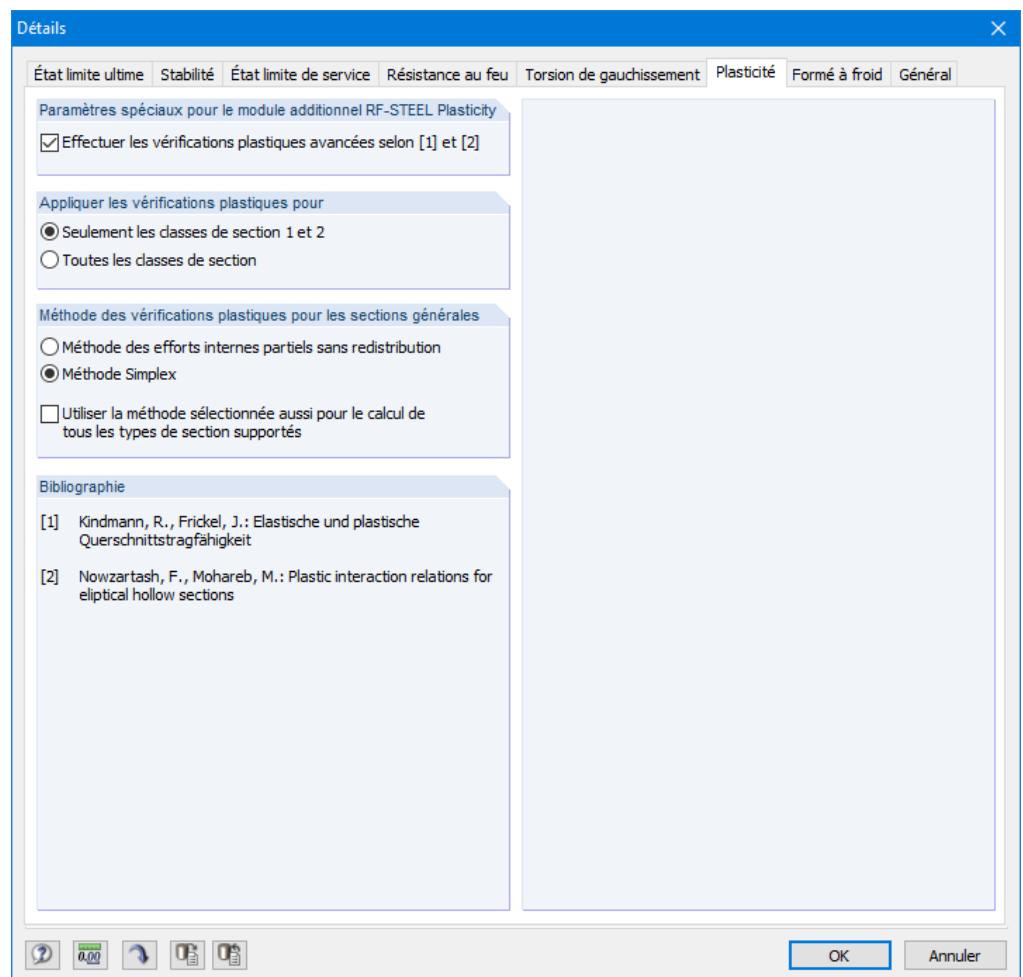 Détails
État limite ultime Stabilité État limite de service Résistance au feu Torsion de gauchissement Plasticité Formé à froid Général
Paramètres spéciaux pour le module additionnel RF-STEEL Plasticity
Effectuer les vérifications plastiques avancées selon [1] et [2]
Appliquer les vérifications plastiques pour
Seulement les classes de section 1 et 2
Toutes les classes de section
Méthode des vérifications plastiques pour les sections générales
Méthode des efforts internes partiels sans redistribution
Méthode Simplex
Utiliser la méthode sélectionnée aussi pour le calcul de
tous les types de section supportés
Bibliographie
[1] Kindmann, R., Frickel, J.: Elastische und plastische
Querschnittstragfähigkeit
[2] Nowzartash, F., Mohareb, M.: Plastic interaction relations for
eliptical hollow sections
0.00
OK Annuler